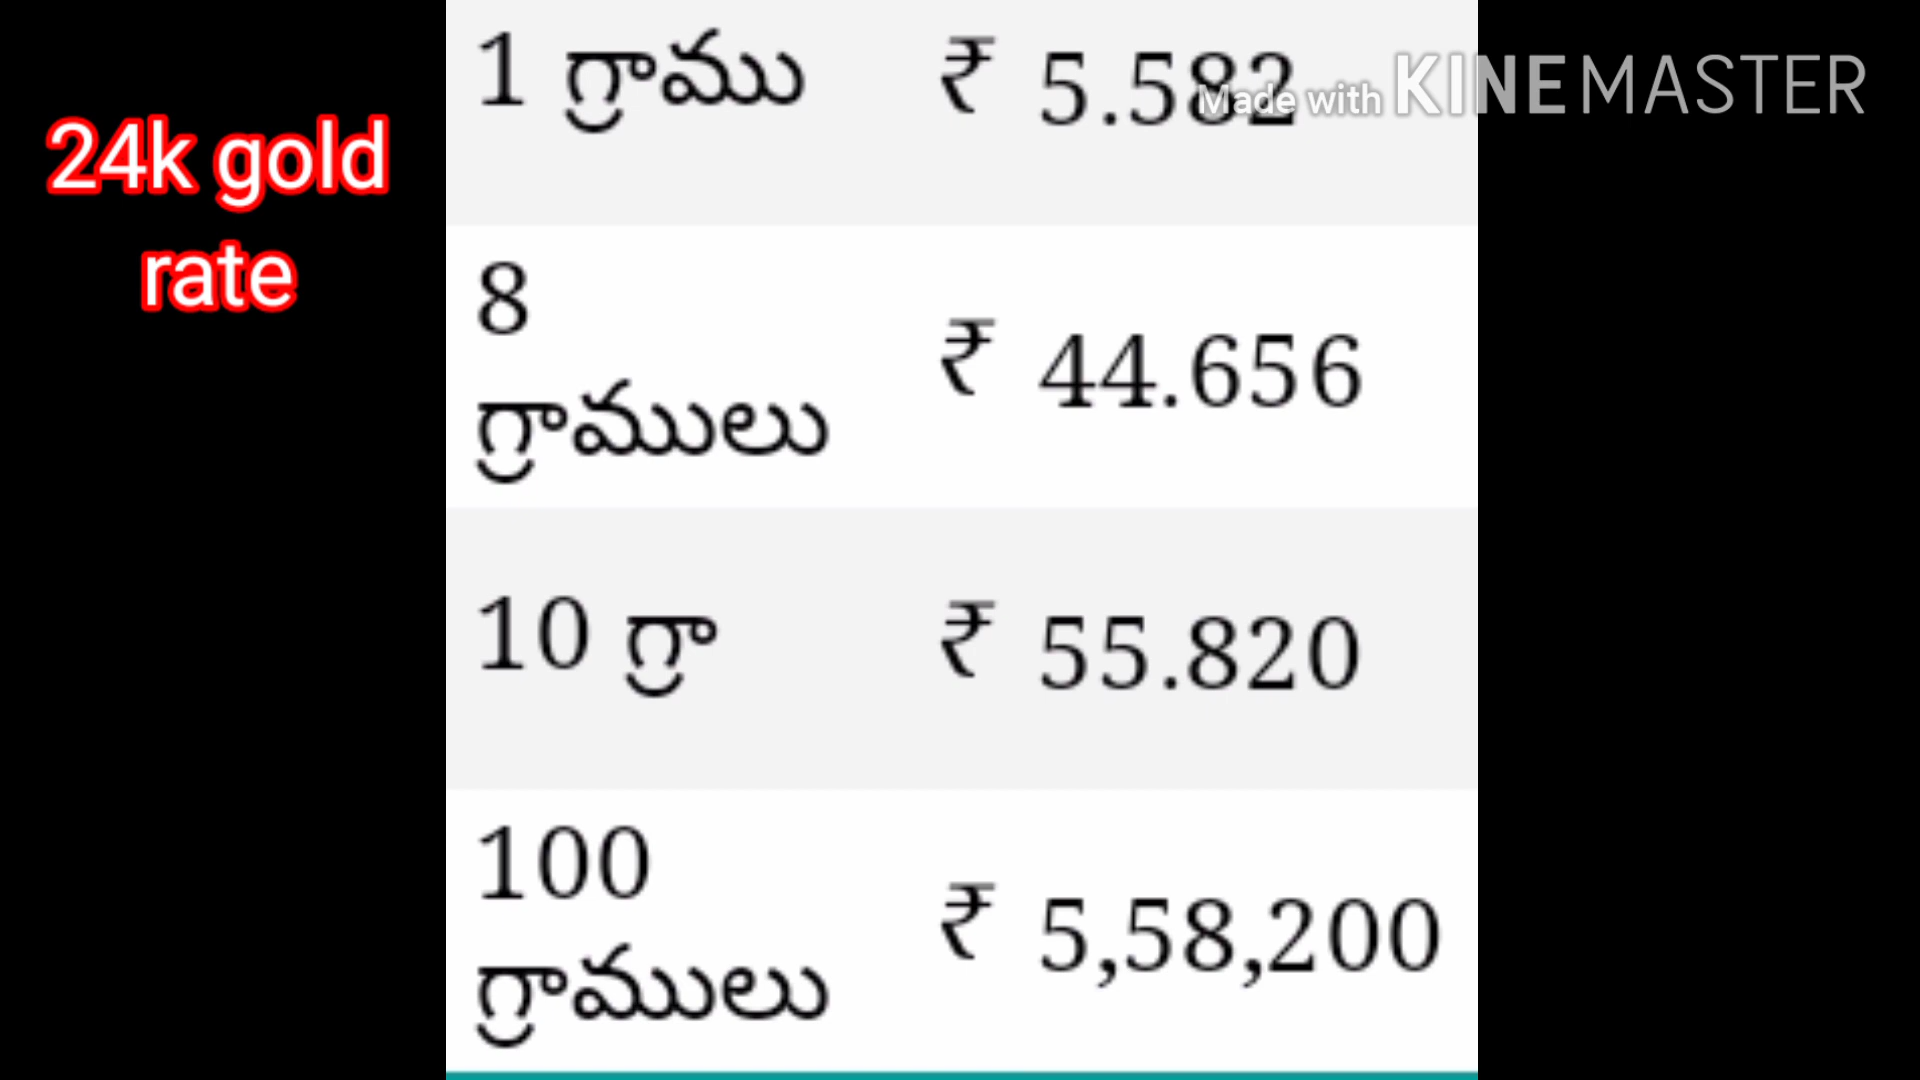 24k gold
rate
1 గ్రాము ₹ 5.582
Made with KINEMASTER
8
గ్రాములు ₹ 44.656
10 గ్రా ₹ 55.820
100
గ్రాములు ₹ 5,58,200